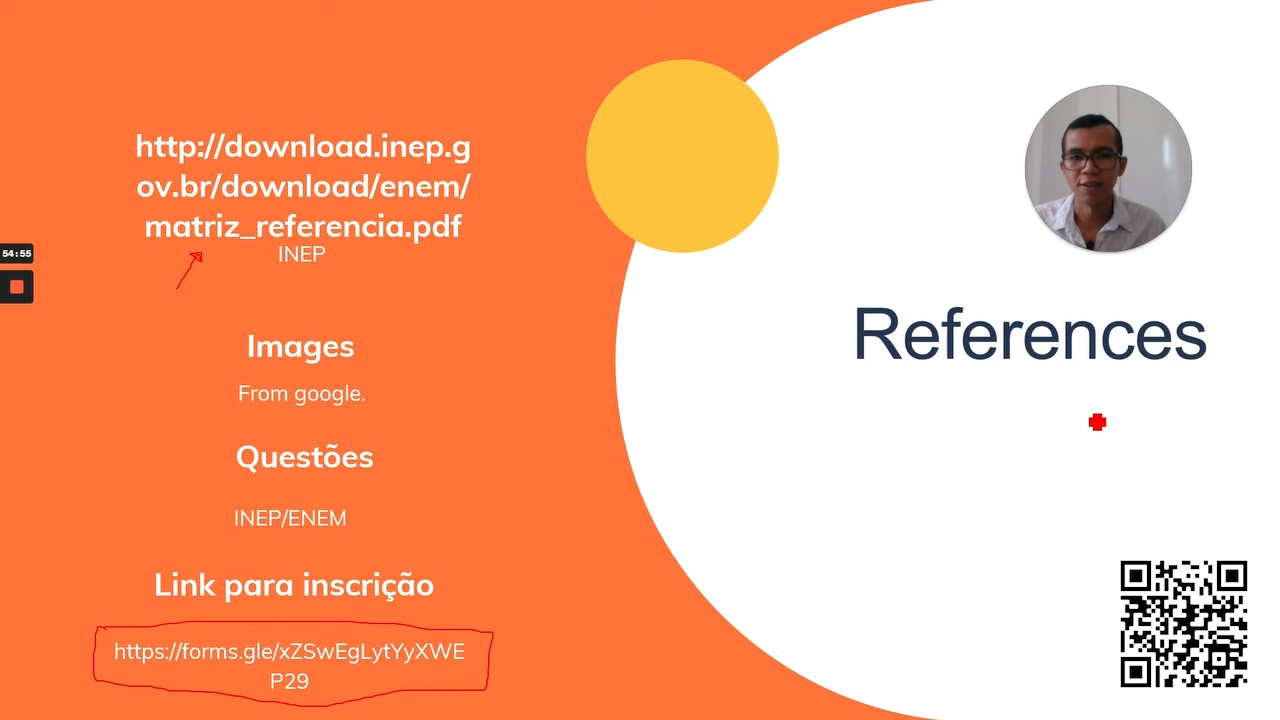 http://download.inep.g
ov.br/download/enem/
matriz_referencia.pdf
INEP
54:55
Images
From google.
Questões
INEP/ENEM
Link para inscrição
https://forms.gle/xZSwEgLytYyXWE
P29
References